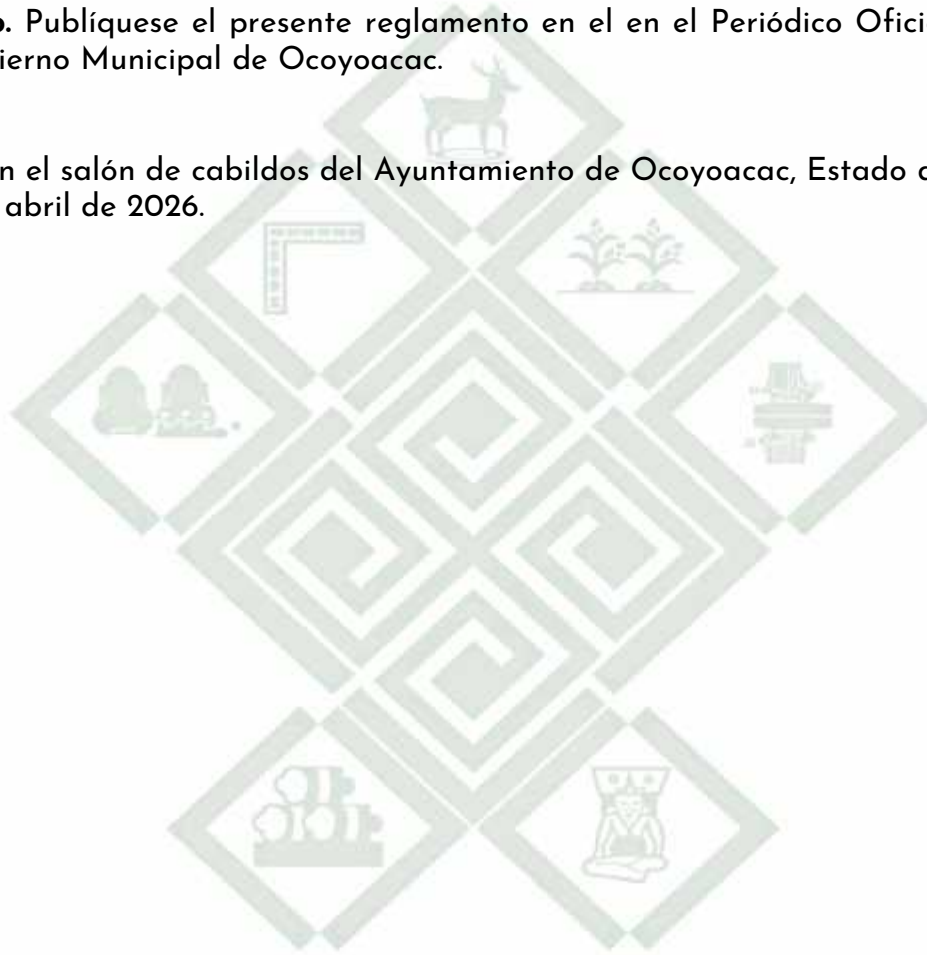 o. Publíquese el presente reglamento en el en el Periódico Ofici
ierno Municipal de Ocoyoacac.
n el salón de cabildos del Ayuntamiento de Ocoyoacac, Estado d
abril de 2026.